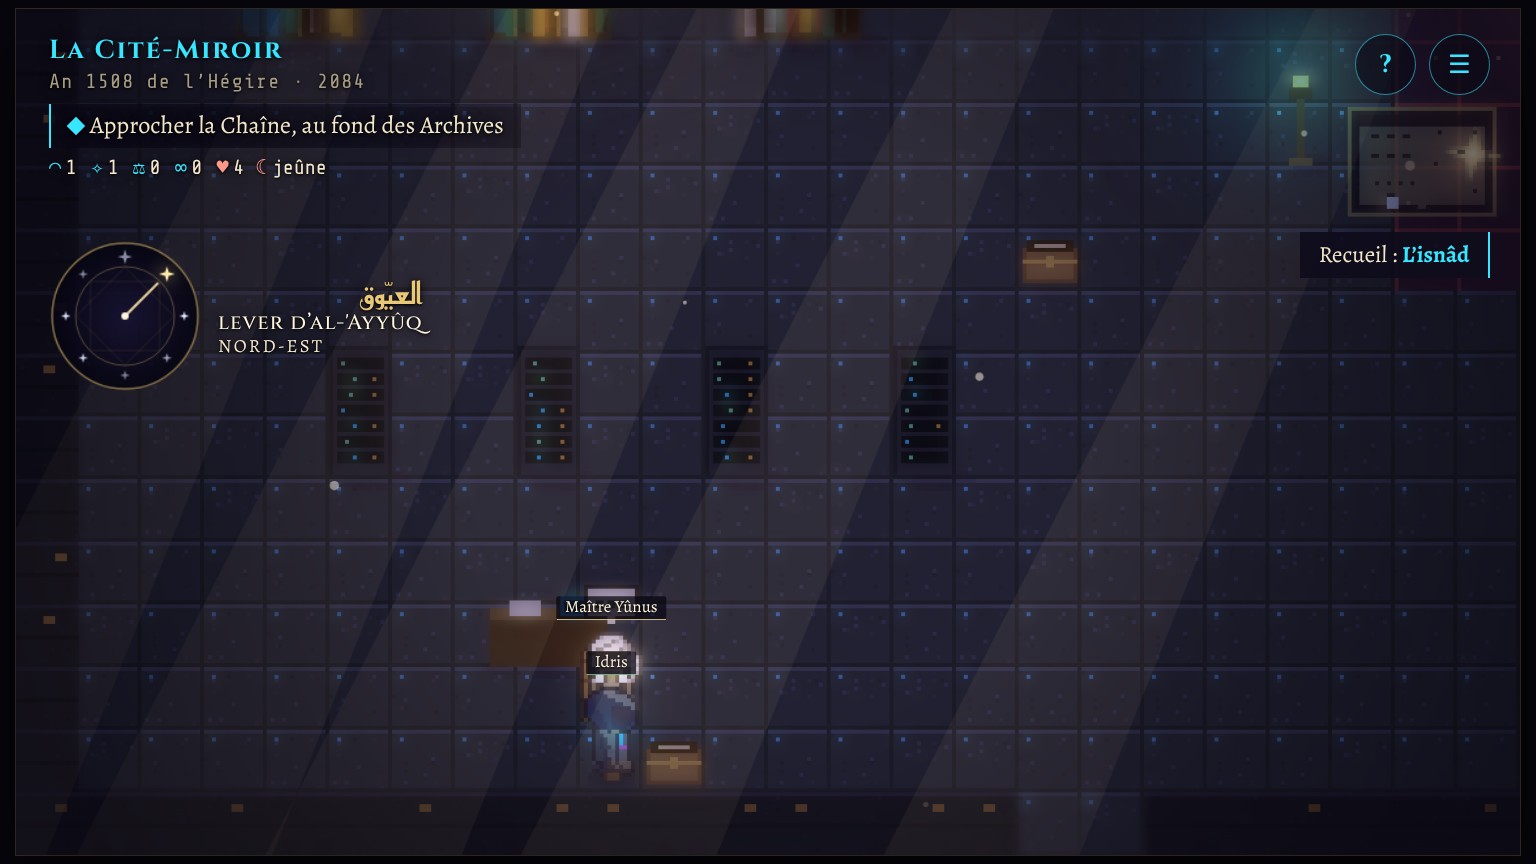 La Cité-Miroir
An 1508 de l'Hégire · 2084
◆ Approcher la Chaîne, au fond des Archives
◠1 ✧1 ⚖0 ∞0 ♥4 ☾jeûne
? ☰
Recueil : L'isnâd
العيّوق
LEVER D'AL-ʿAYYÛQ
NORD-EST
Maître Yûnus
Idris